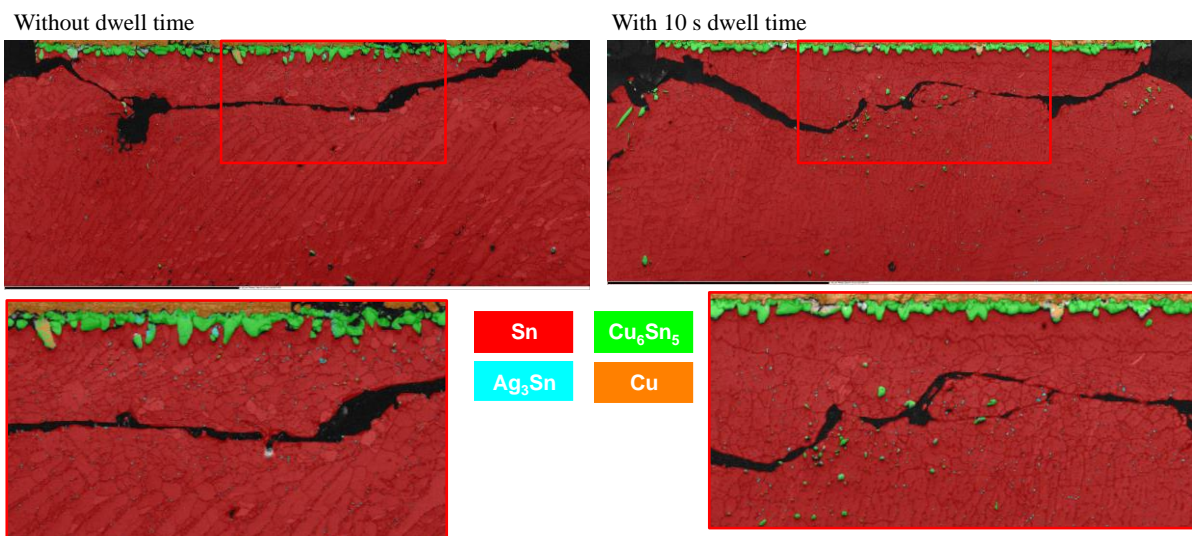 Without dwell time
With 10 s dwell time
Sn
Cu₆Sn₅
Ag₃Sn
Cu